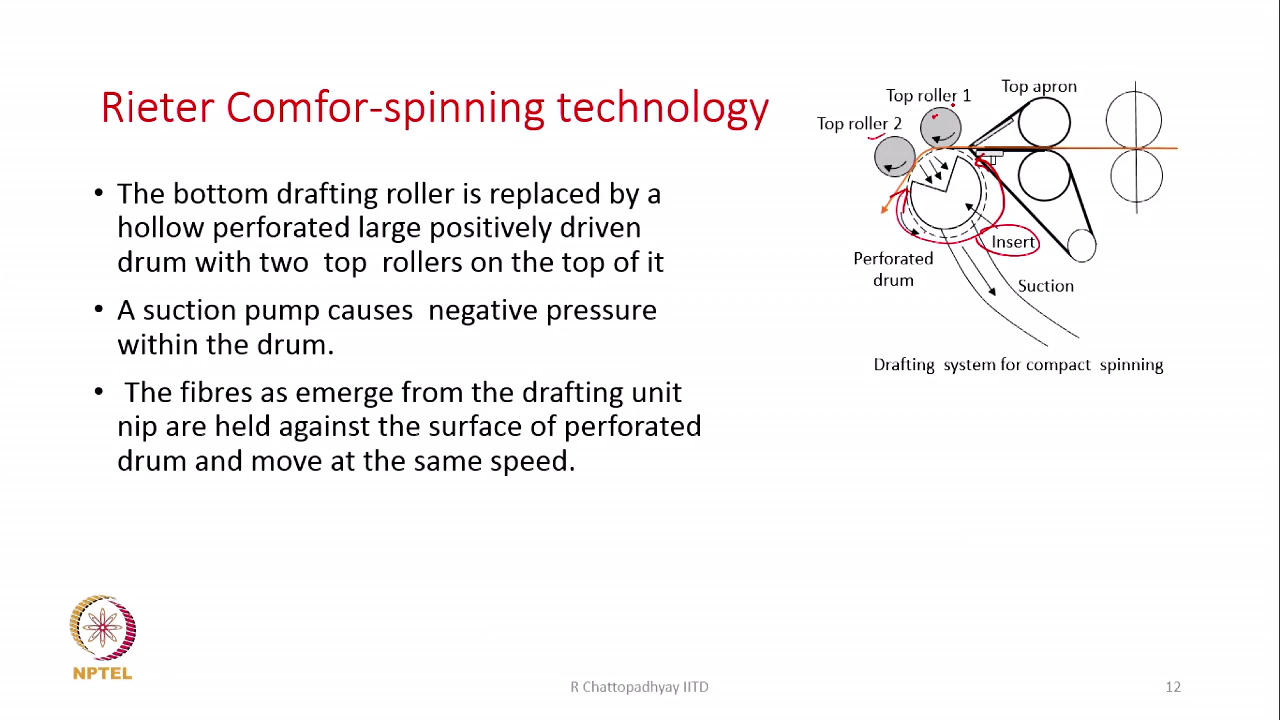 Rieter Comfor-spinning technology
• The bottom drafting roller is replaced by a
hollow perforated large positively driven
drum with two top rollers on the top of it
• A suction pump causes negative pressure
within the drum.
• The fibres as emerge from the drafting unit
nip are held against the surface of perforated
drum and move at the same speed.
Top apron
Top roller 1
Top roller 2
Insert
Perforated
drum
Suction
Drafting system for compact spinning
NPTEL
R Chattopadhyay IITD
12